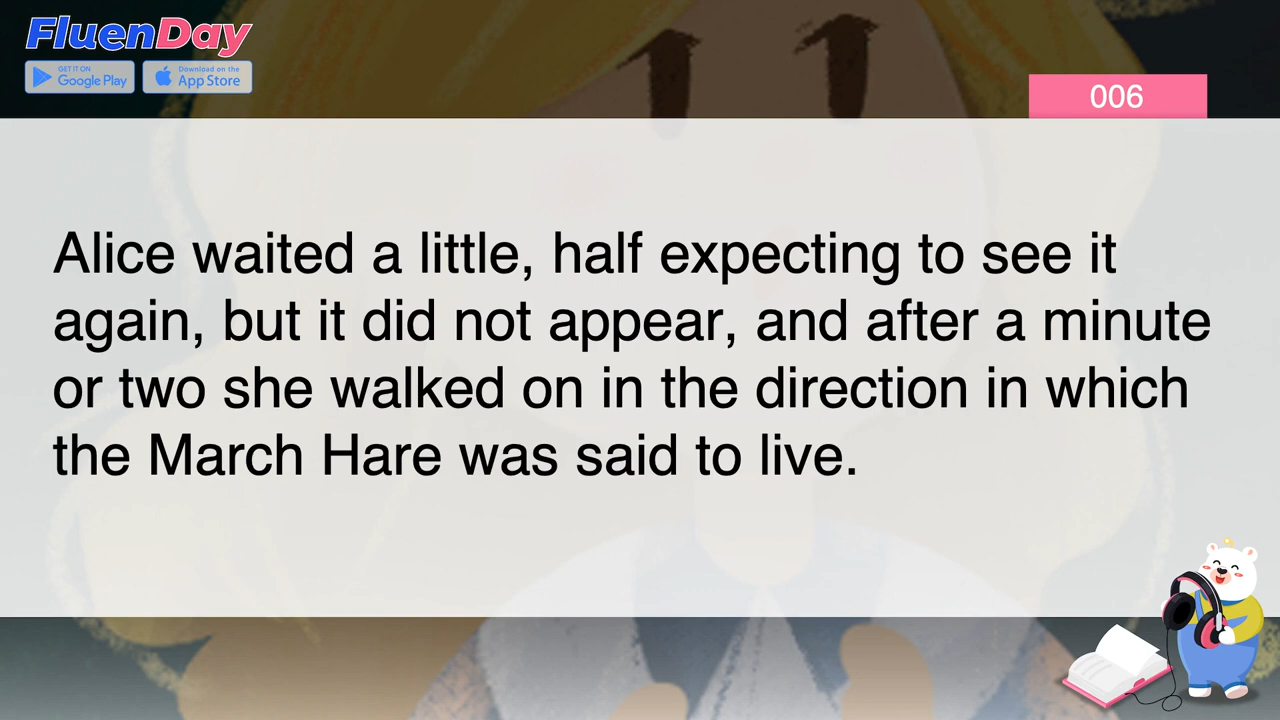 FluenDay
GET IT ON
Google Play
Download on the
App Store
006
Alice waited a little, half expecting to see it
again, but it did not appear, and after a minute
or two she walked on in the direction in which
the March Hare was said to live.